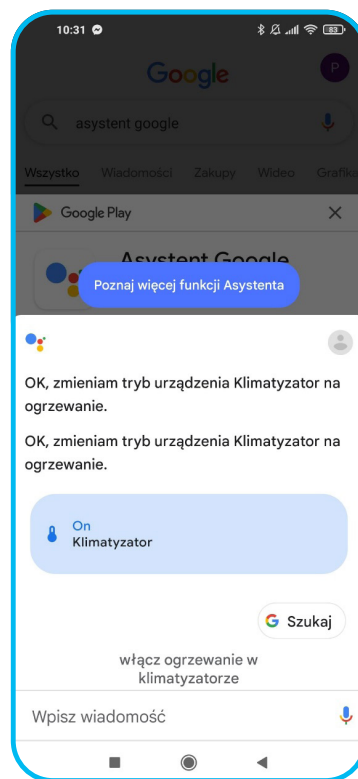 10:31
83
Google
P
asystent google
Wszystko Wiadomości Zakupy Wideo Grafika
Google Play
Asystent Google
Poznaj więcej funkcji Asystenta
OK, zmieniam tryb urządzenia Klimatyzator na
ogrzewanie.
OK, zmieniam tryb urządzenia Klimatyzator na
ogrzewanie.
On
Klimatyzator
G Szukaj
włącz ogrzewanie w
klimatyzatorze
Wpisz wiadomość